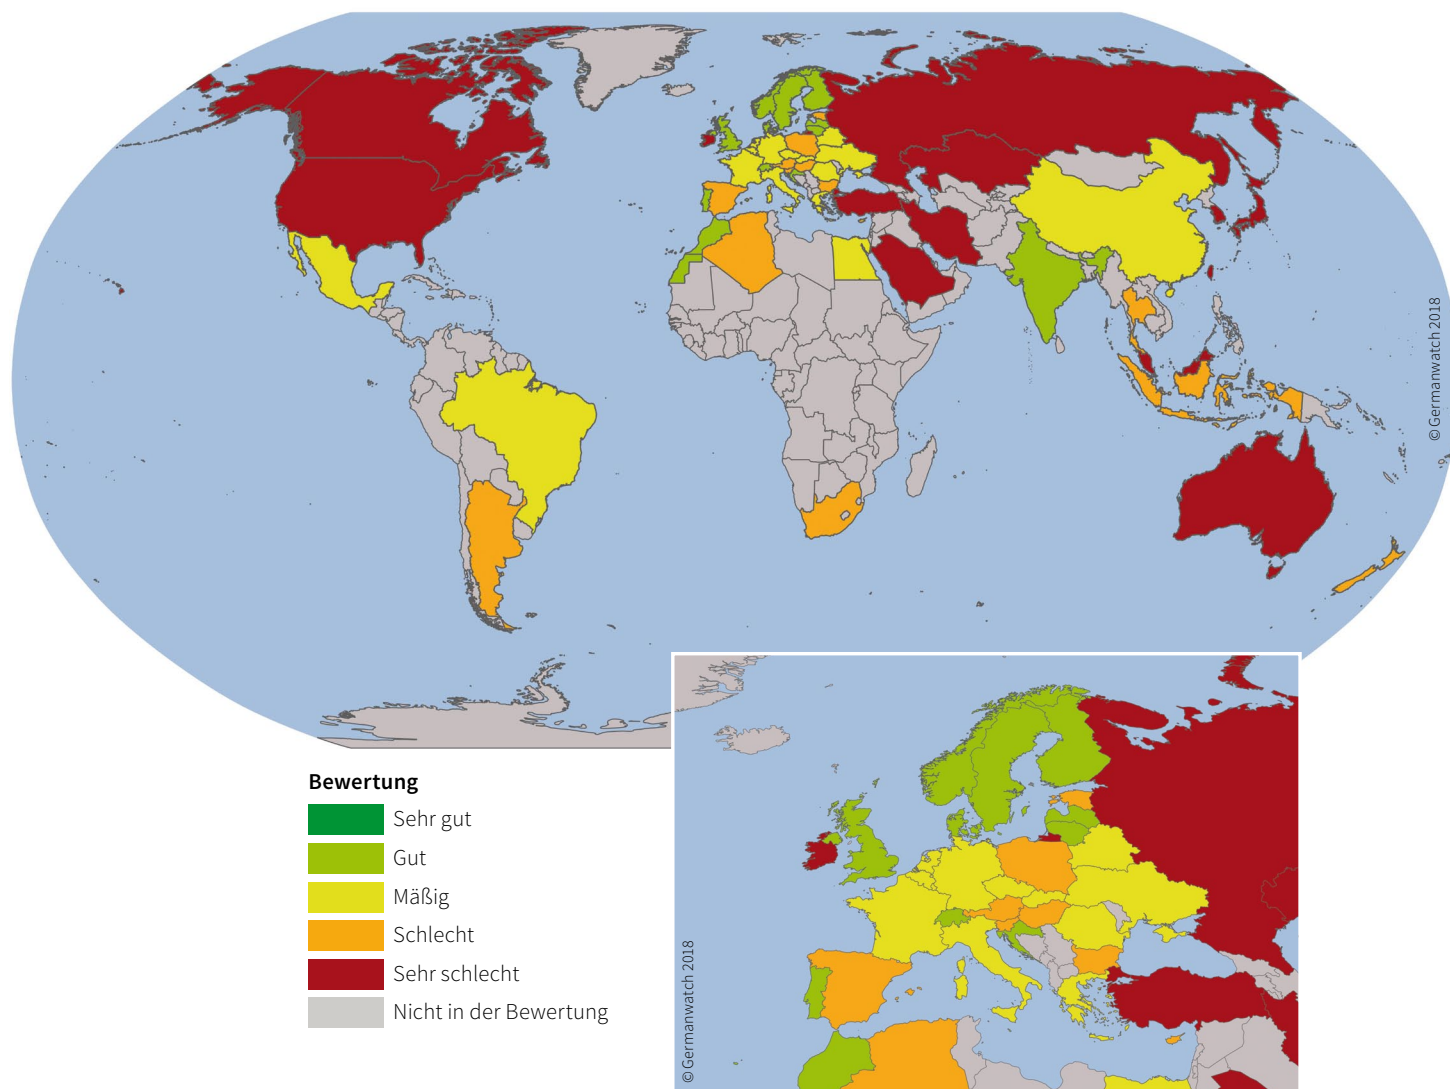 © Germanwatch 2018
Bewertung
Sehr gut
Gut
Mäßig
Schlecht
Sehr schlecht
Nicht in der Bewertung
© Germanwatch 2018